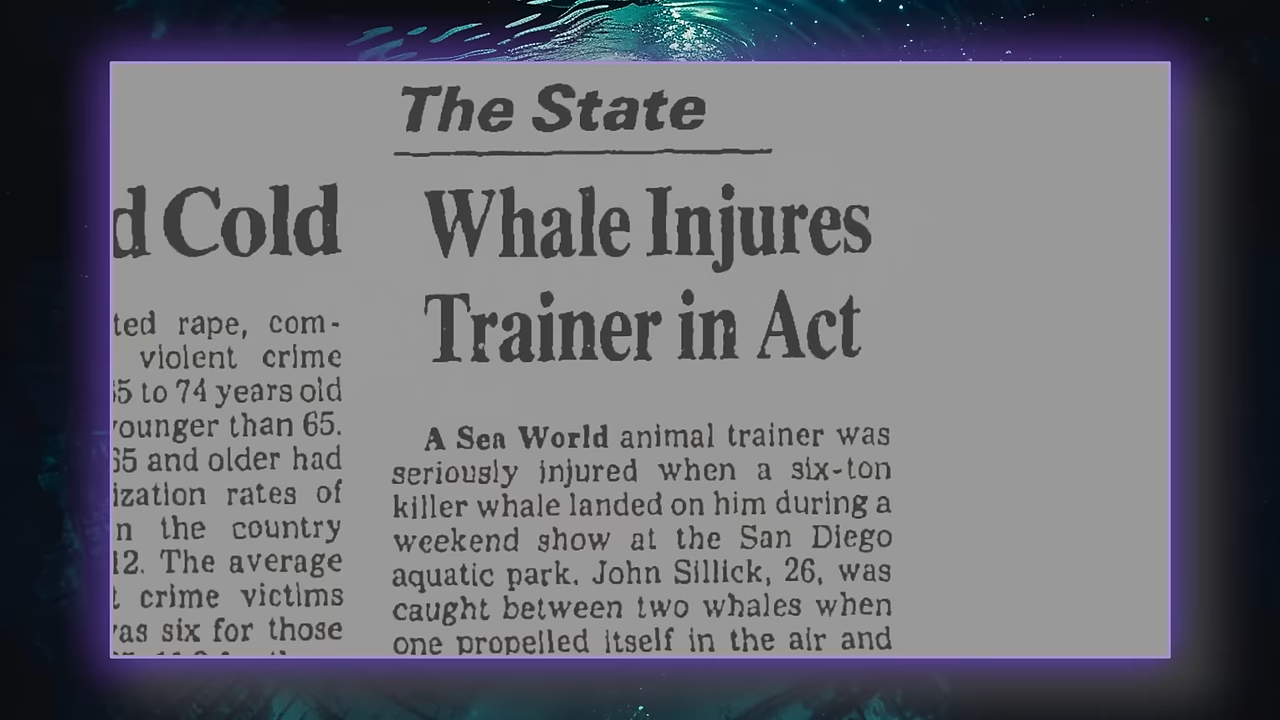 The State
d Cold
ted rape, com-
violent crime
65 to 74 years old
younger than 65.
65 and older had
ization rates of
n the country
12. The average
t crime victims
was six for those
Whale Injures
Trainer in Act
A Sea World animal trainer was
seriously injured when a six-ton
killer whale landed on him during a
weekend show at the San Diego
aquatic park. John Sillick, 26, was
caught between two whales when
one propelled itself in the air and